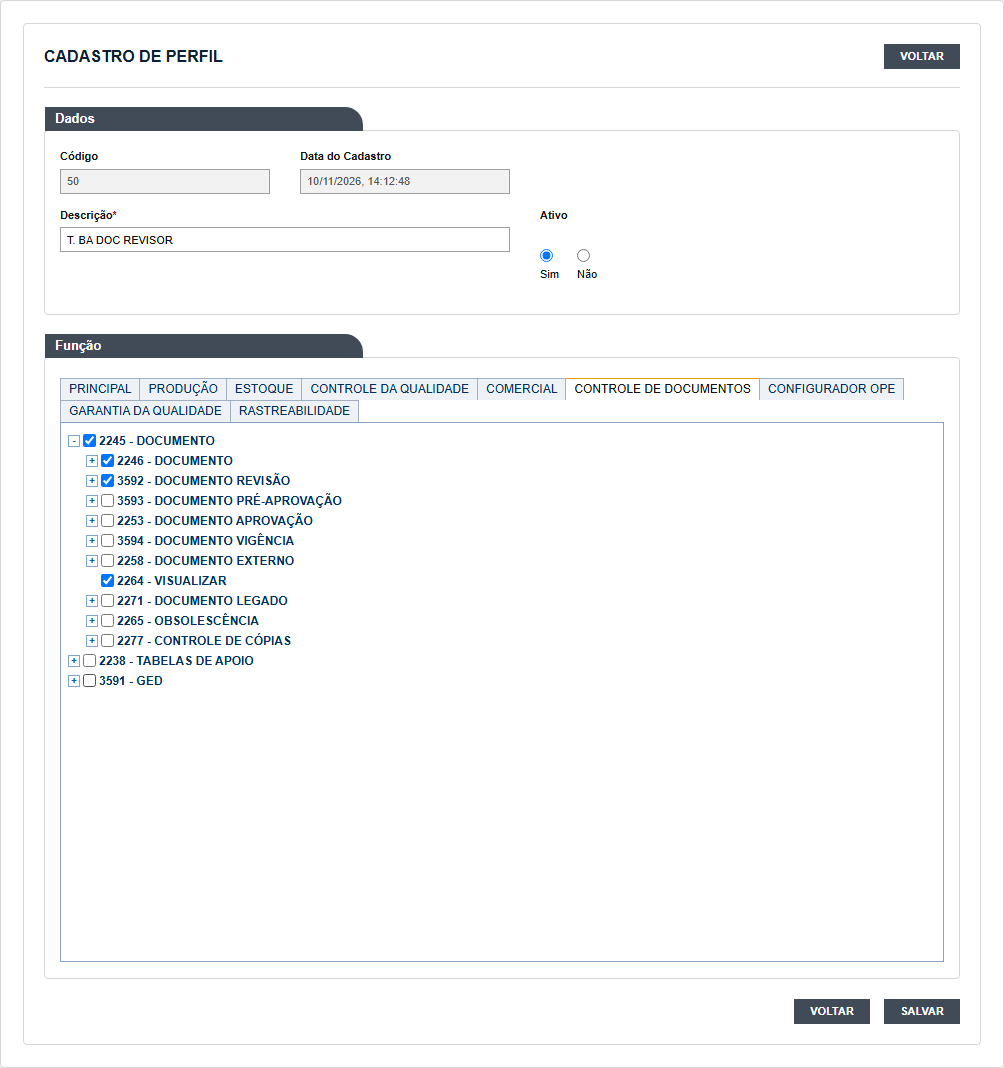 CADASTRO DE PERFIL VOLTAR
Dados
Código Data do Cadastro
50 10/11/2026, 14:12:48
Descrição* Ativo
T. BA DOC REVISOR
Sim Não
Função
PRINCIPAL PRODUÇÃO ESTOQUE CONTROLE DA QUALIDADE COMERCIAL CONTROLE DE DOCUMENTOS CONFIGURADOR OPE
GARANTIA DA QUALIDADE RASTREABILIDADE
- 2245 - DOCUMENTO
+ 2246 - DOCUMENTO
+ 3592 - DOCUMENTO REVISÃO
+ 3593 - DOCUMENTO PRÉ-APROVAÇÃO
+ 2253 - DOCUMENTO APROVAÇÃO
+ 3594 - DOCUMENTO VIGÊNCIA
+ 2258 - DOCUMENTO EXTERNO
2264 - VISUALIZAR
+ 2271 - DOCUMENTO LEGADO
+ 2265 - OBSOLESCÊNCIA
+ 2277 - CONTROLE DE CÓPIAS
+ 2238 - TABELAS DE APOIO
+ 3591 - GED
VOLTAR SALVAR